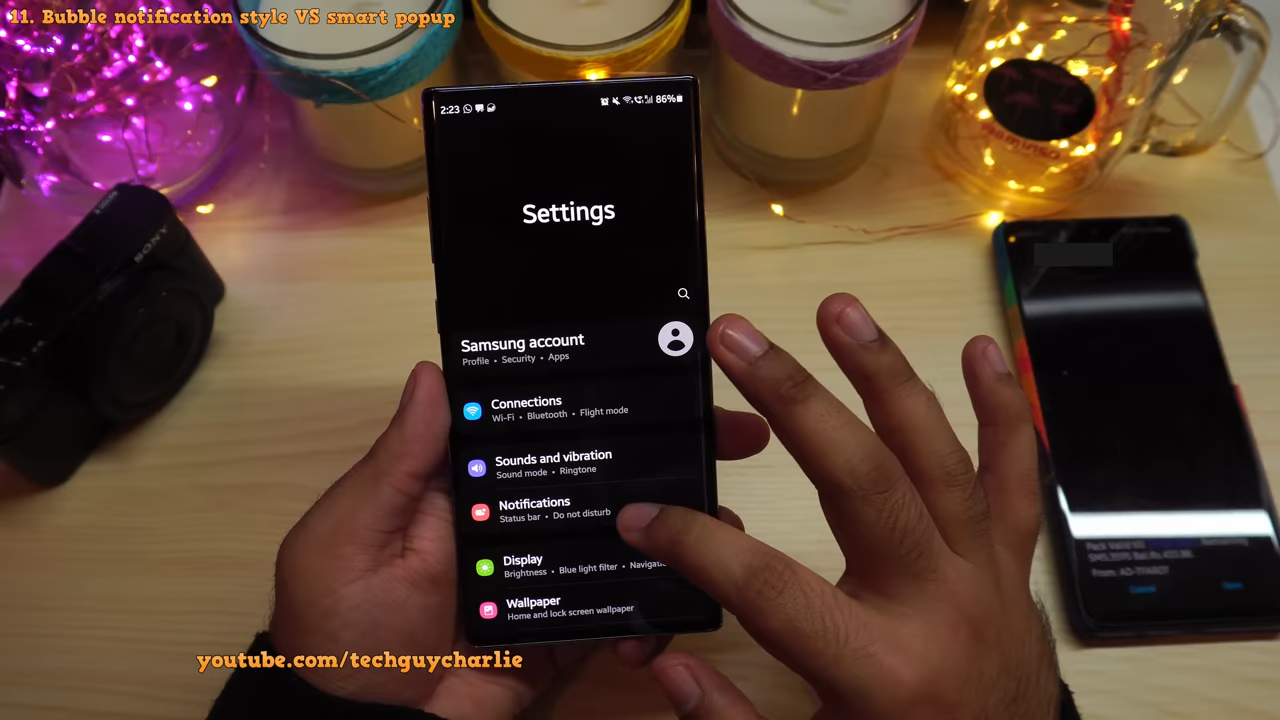 11. Bubble notification style VS smart popup
2:23
86%
Settings
Samsung account
Profile • Security • Apps
Connections
Wi-Fi • Bluetooth • Flight mode
Sounds and vibration
Sound mode • Ringtone
Notifications
Status bar • Do not disturb
Display
Brightness • Blue light filter • Navigat
Wallpaper
Home and lock screen wallpaper
SONY
youtube.com/techguycharlie